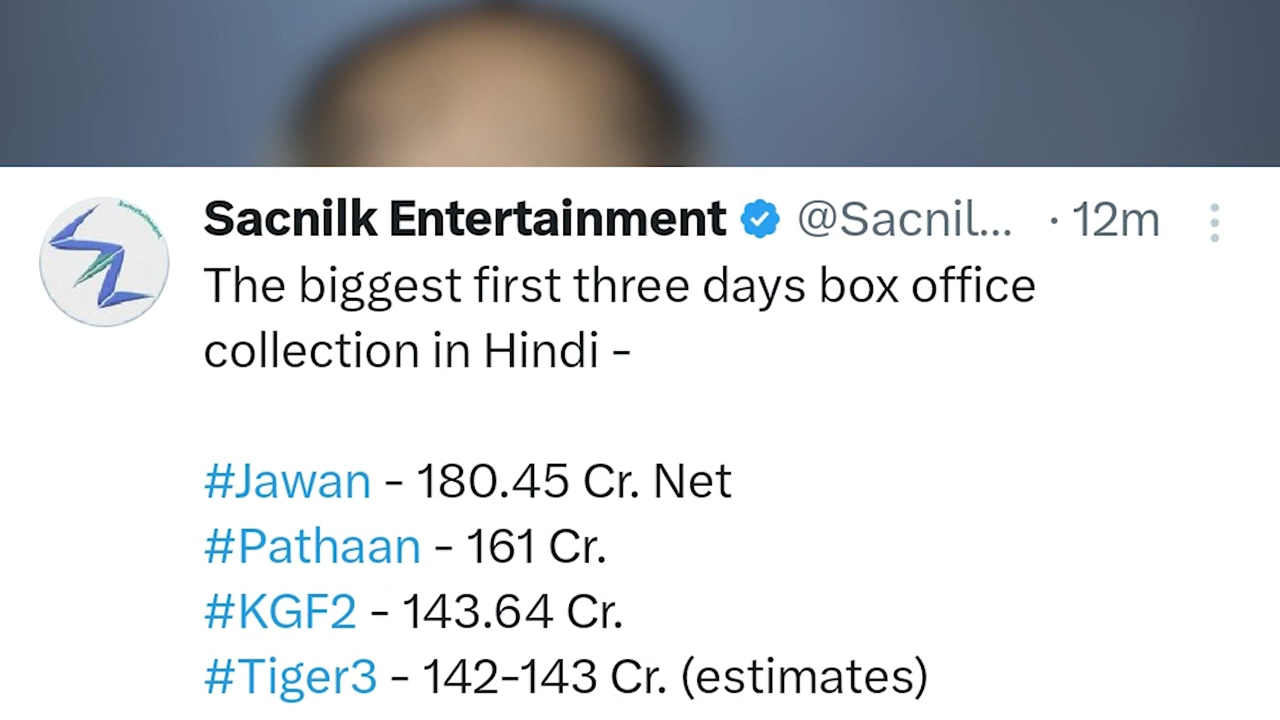 Sacnilk Entertainment @Sacnil... · 12m
The biggest first three days box office
collection in Hindi -
#Jawan - 180.45 Cr. Net
#Pathaan - 161 Cr.
#KGF2 - 143.64 Cr.
#Tiger3 - 142-143 Cr. (estimates)
Entertainment